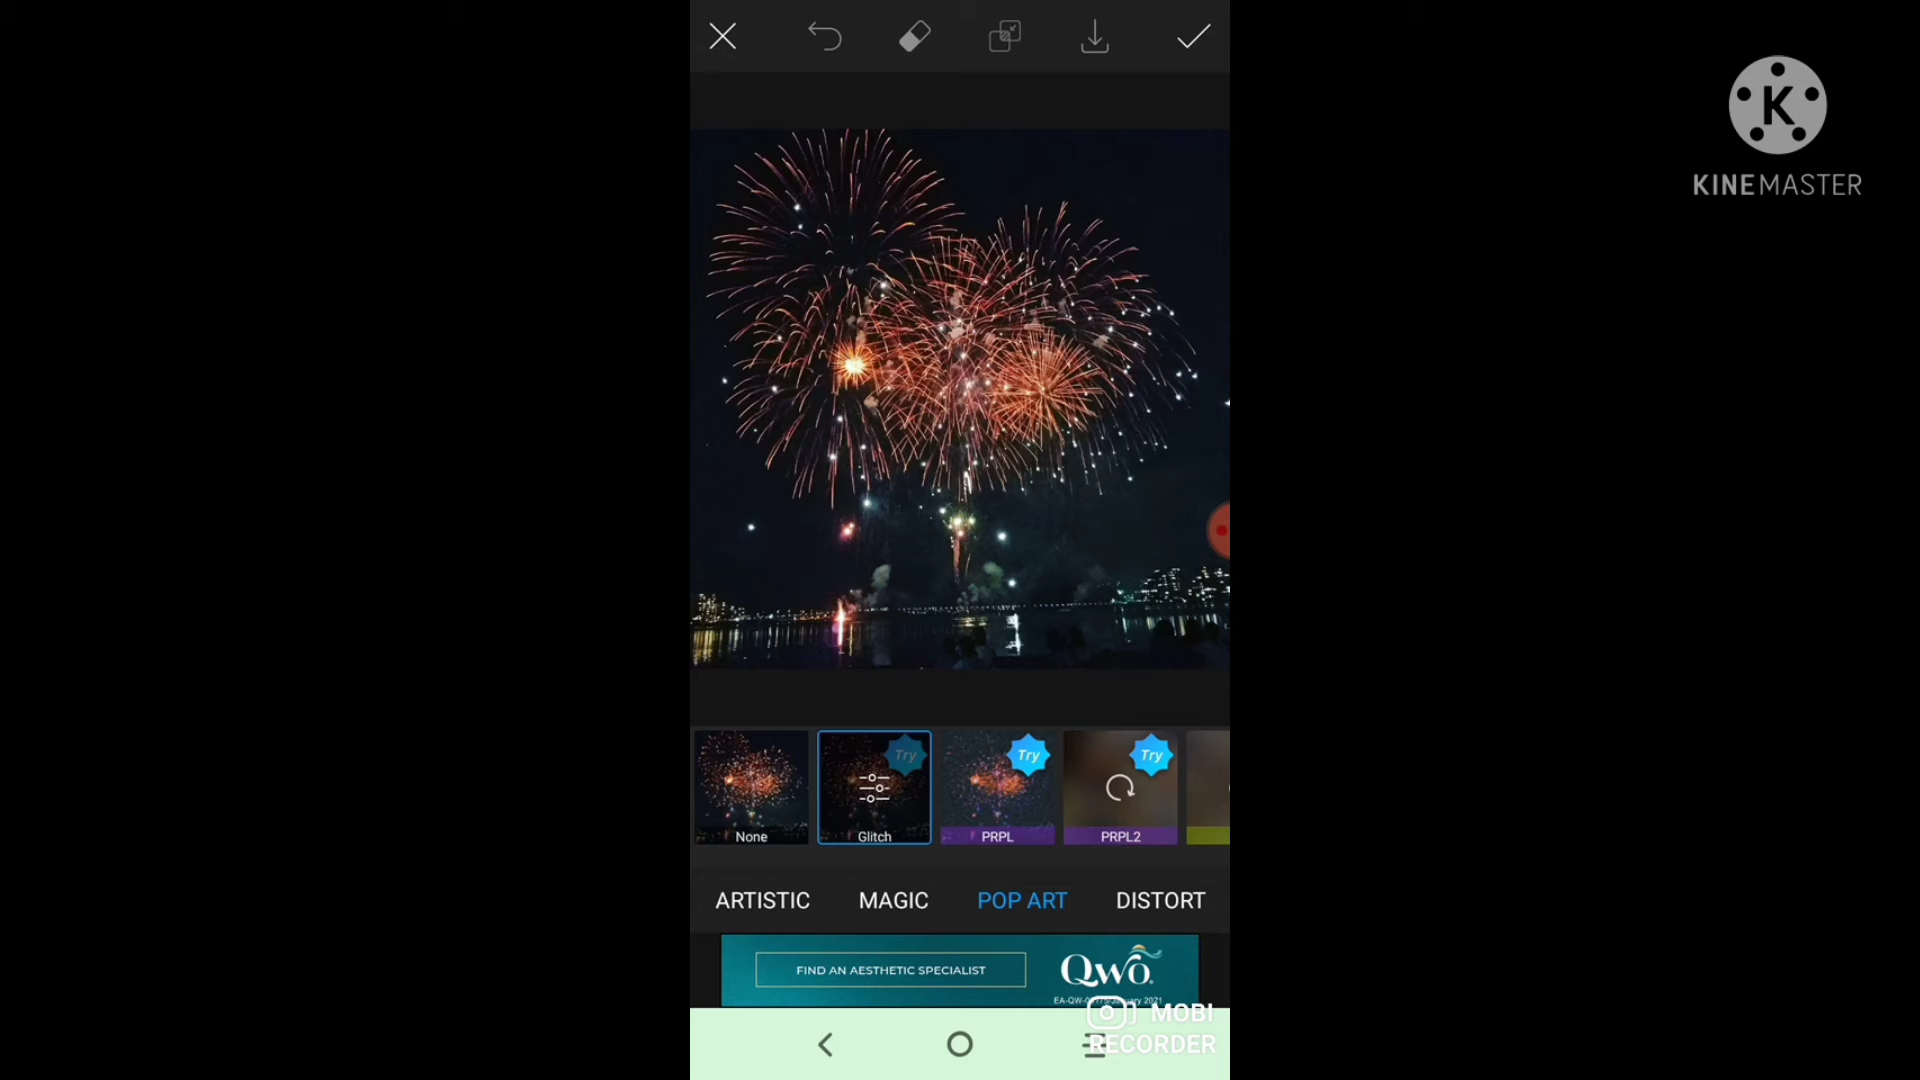 K
KINEMASTER
Try
Try
Try
None
Glitch
PRPL
PRPL2
ARTISTIC
MAGIC
POP ART
DISTORT
FIND AN AESTHETIC SPECIALIST
Qwo
MOBI
RECORDER